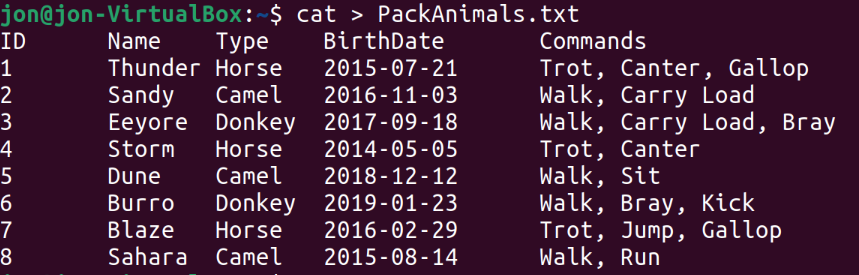 jon@jon-VirtualBox:~$ cat > PackAnimals.txt
ID Name Type BirthDate Commands
1 Thunder Horse 2015-07-21 Trot, Canter, Gallop
2 Sandy Camel 2016-11-03 Walk, Carry Load
3 Eeyore Donkey 2017-09-18 Walk, Carry Load, Bray
4 Storm Horse 2014-05-05 Trot, Canter
5 Dune Camel 2018-12-12 Walk, Sit
6 Burro Donkey 2019-01-23 Walk, Bray, Kick
7 Blaze Horse 2016-02-29 Trot, Jump, Gallop
8 Sahara Camel 2015-08-14 Walk, Run